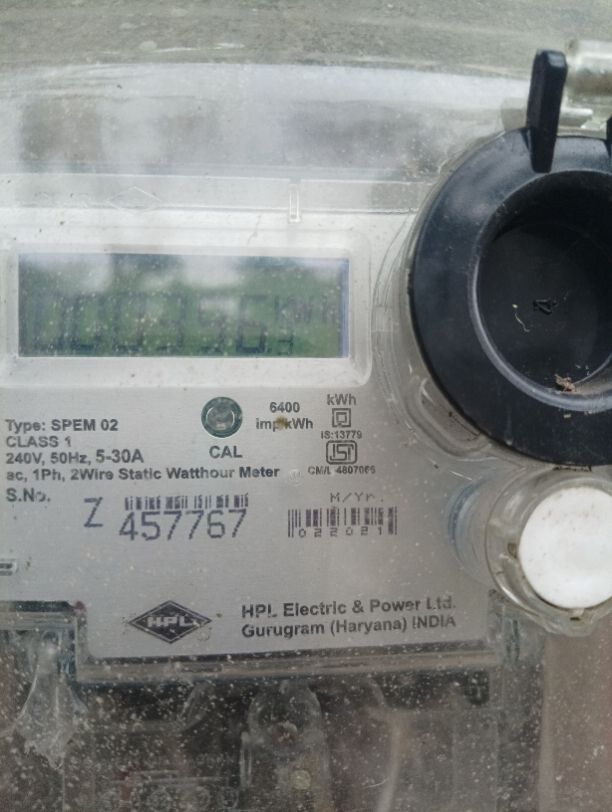 kWh
6400
imp/kWh
IS:13779
Type: SPEM 02
CLASS 1
CAL
240V, 50Hz, 5-30A
ac, 1Ph, 2Wire Static Watthour Meter
CM/L 4807066
S.No.
M/Yr.
Z 457767
022021
HPL
HPL Electric & Power Ltd.
Gurugram (Haryana) INDIA